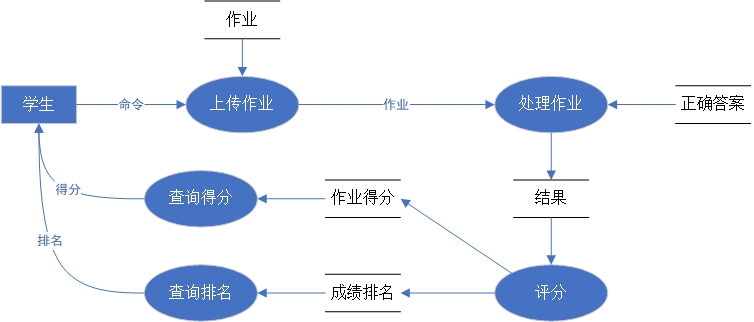 作业
学生
命令
上传作业
作业
处理作业
正确答案
得分
查询得分
作业得分
结果
排名
查询排名
成绩排名
评分